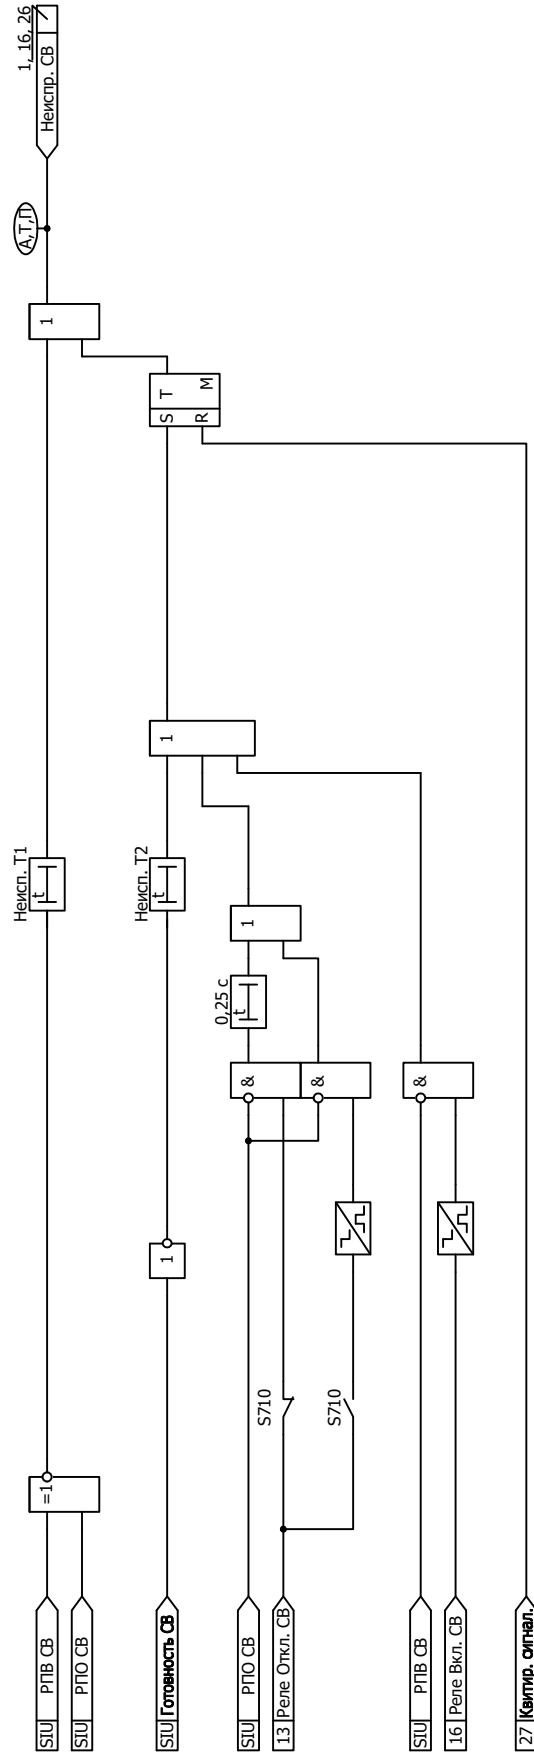 1, 16, 26
Неиспр. СВ
А,Т,П
1
T
M
S
R
1
Неисп. Т1
t
Неисп. Т2
t
1
0,25 с
t
&
&
&
1
S710
S710
=1
SIU РПВ СВ
SIU РПО СВ
SIU Готовность СВ
SIU РПО СВ
13 Реле Откл. СВ
SIU РПВ СВ
16 Реле Вкл. СВ
27 Квитир. сигнал.